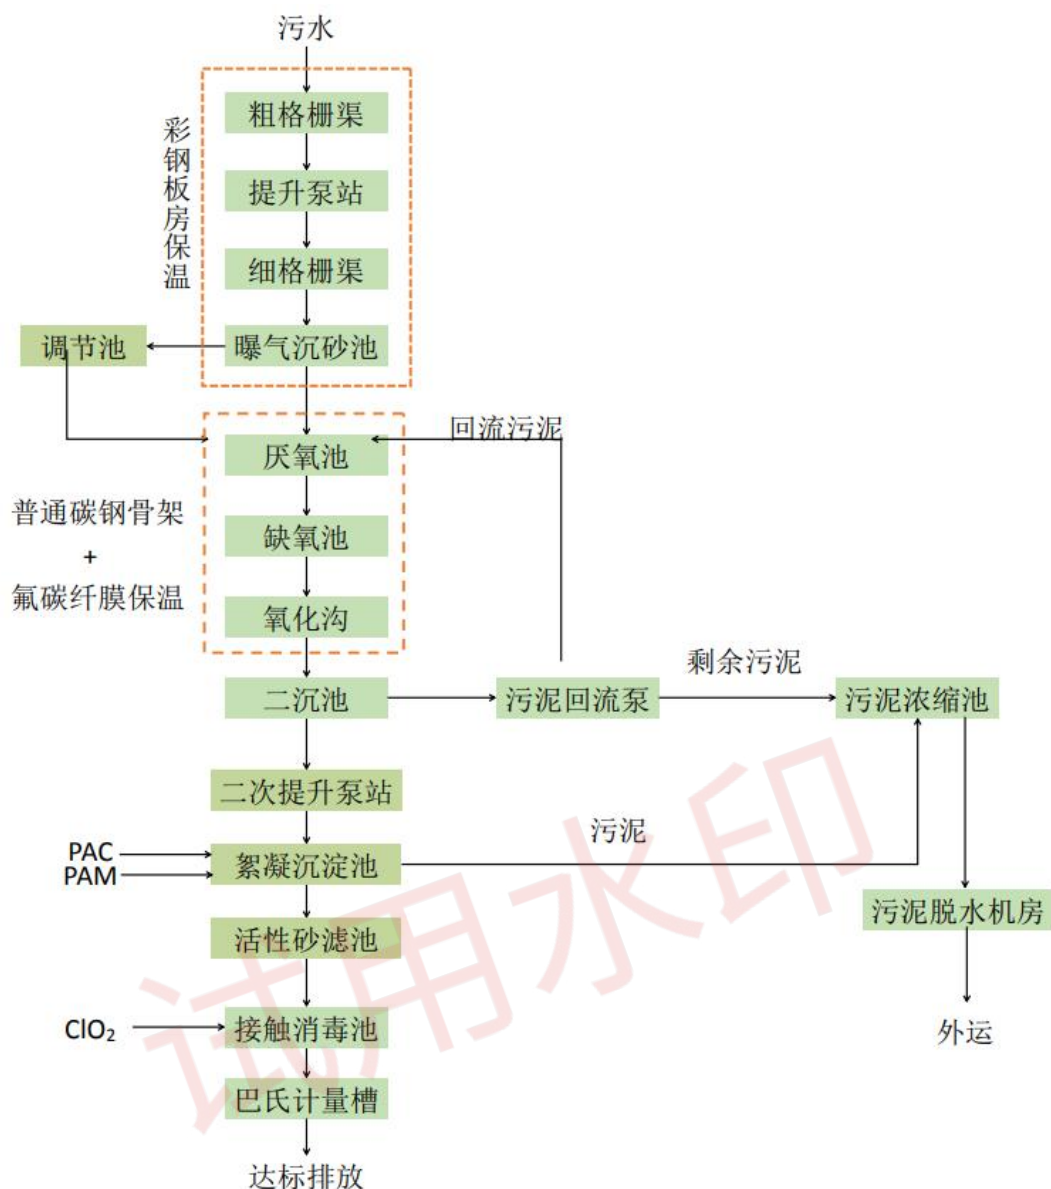 污水
彩钢板房保温
粗格栅渠
提升泵站
细格栅渠
曝气沉砂池
调节池
回流污泥
厌氧池
普通碳钢骨架
+
氟碳纤膜保温
缺氧池
氧化沟
剩余污泥
二沉池
污泥回流泵
污泥浓缩池
二次提升泵站
污泥
PAC
PAM
絮凝沉淀池
污泥脱水机房
活性砂滤池
ClO₂
接触消毒池
外运
巴氏计量槽
达标排放
试用水印